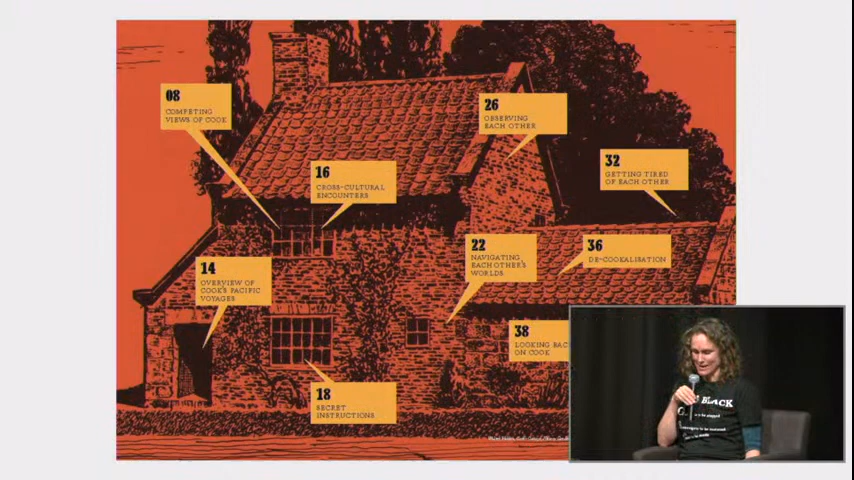 08
COMPETING
VIEWS OF COOK
26
OBSERVING
EACH OTHER
16
CROSS-CULTURAL
ENCOUNTERS
32
GETTING TIRED
OF EACH OTHER
14
OVERVIEW OF
COOK'S PACIFIC
VOYAGES
22
NAVIGATING
EACH OTHER'S
WORLDS
36
DE-COOKALISATION
38
LOOKING BAC
ON COOK
18
SECRET
INSTRUCTIONS
BLACK